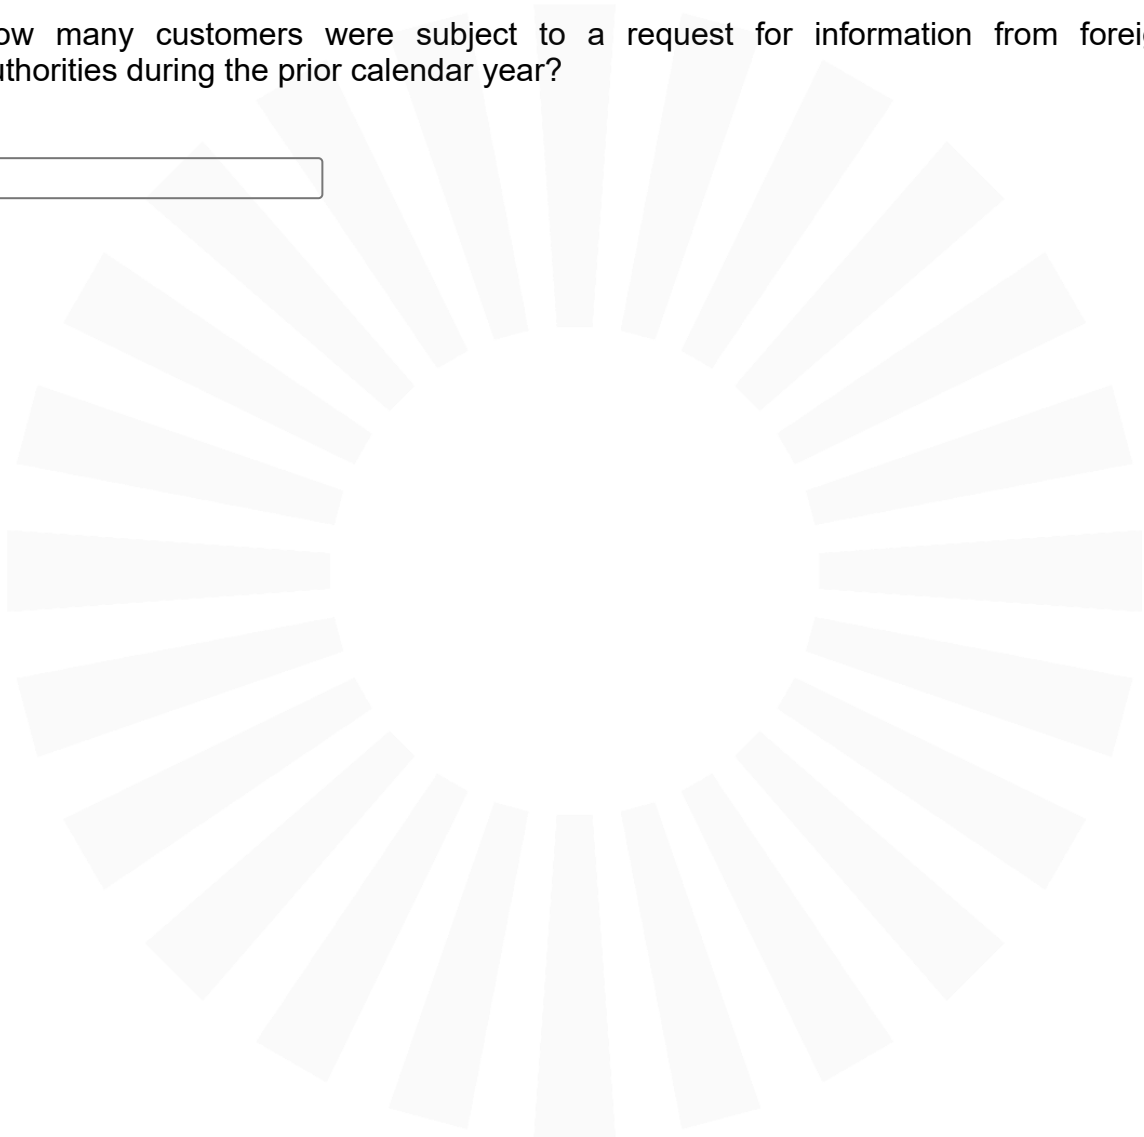 ow many customers were subject to a request for information from forei
uthorities during the prior calendar year?